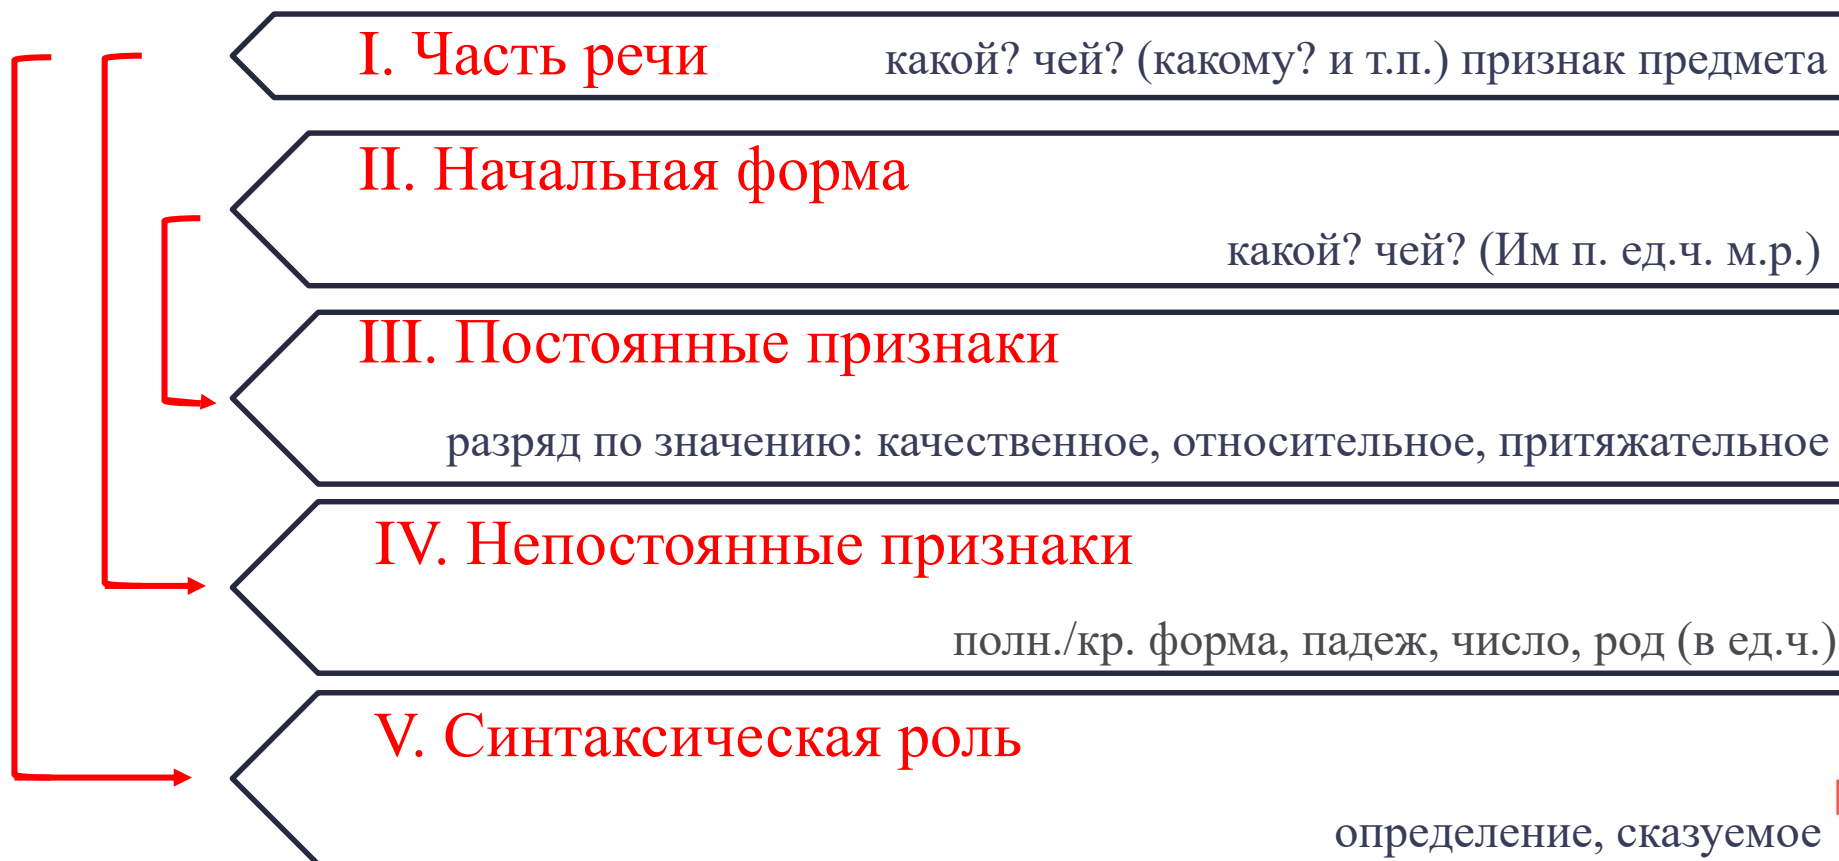 I. Часть речи какой? чей? (какому? и т.п.) признак предмета
II. Начальная форма
какой? чей? (Им п. ед.ч. м.р.)
III. Постоянные признаки
разряд по значению: качественное, относительное, притяжательное
IV. Непостоянные признаки
полн./кр. форма, падеж, число, род (в ед.ч.)
V. Синтаксическая роль
определение, сказуемое